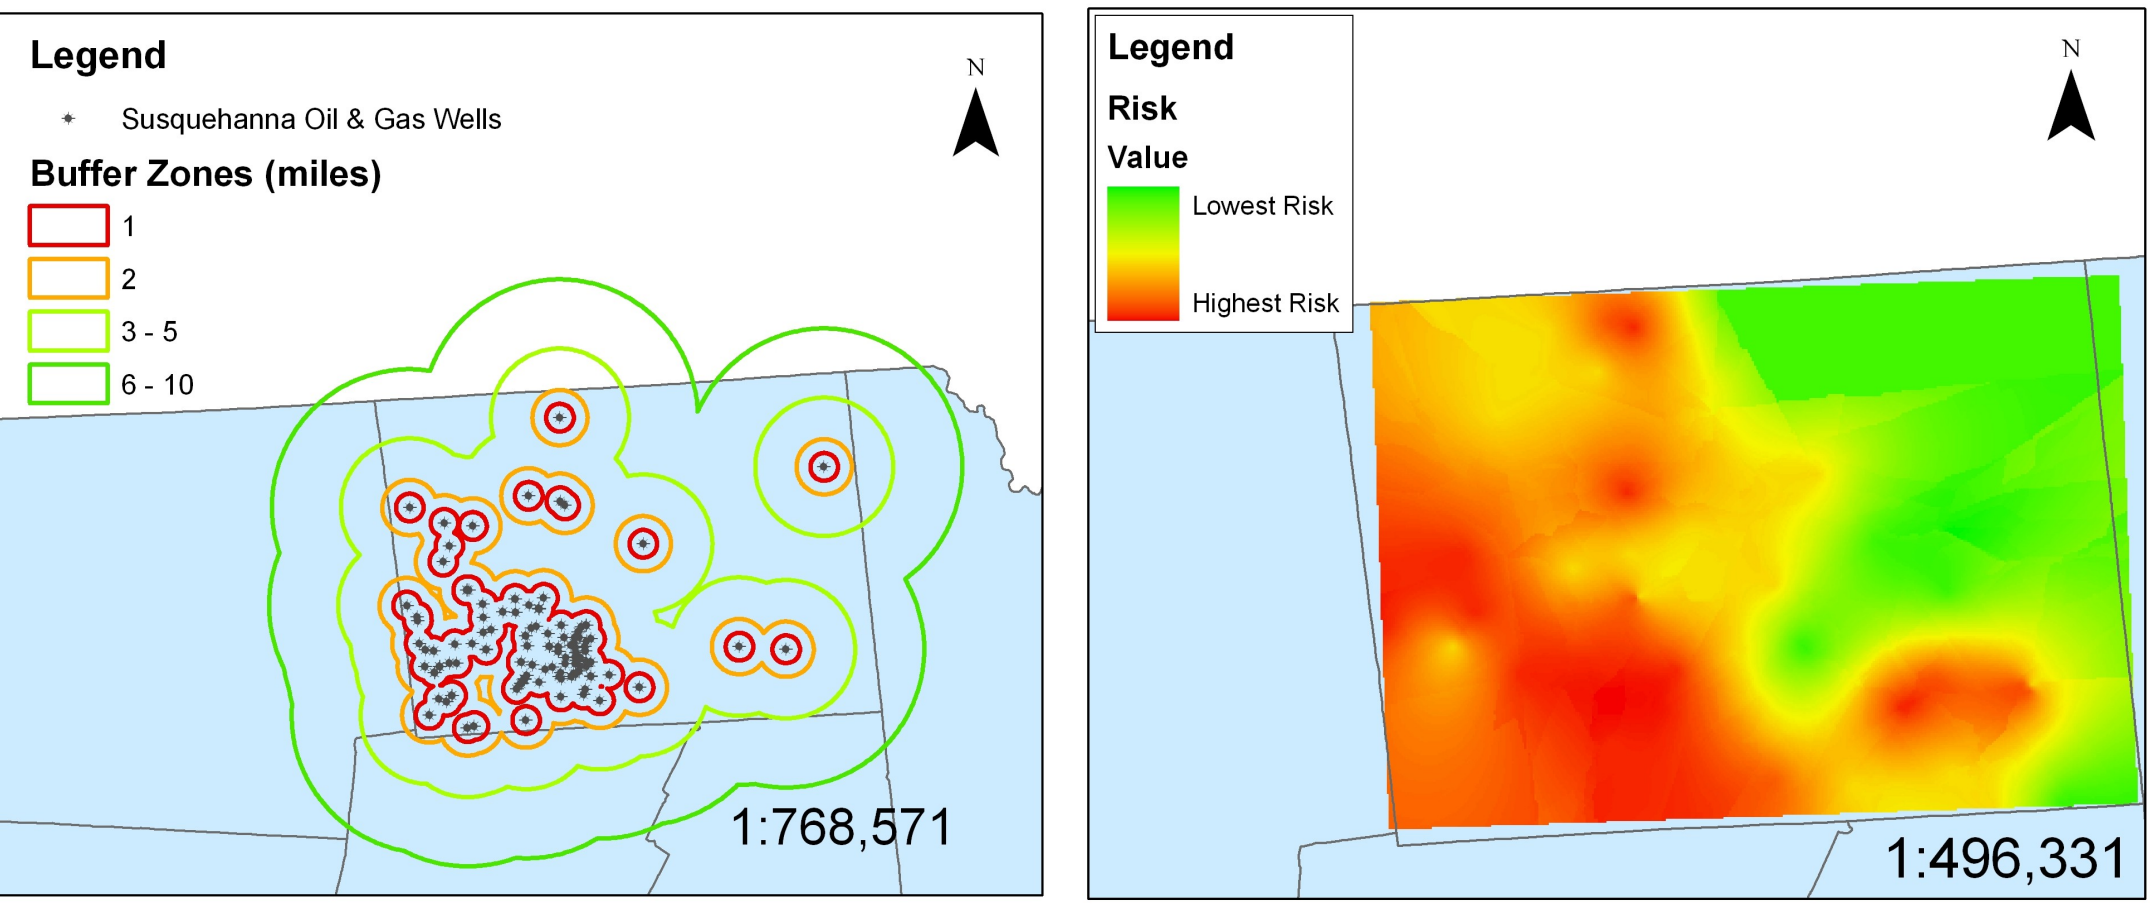 Legend
N
Susquehanna Oil & Gas Wells
Buffer Zones (miles)
1
2
3 - 5
6 - 10
1:768,571
Legend
N
Risk
Value
Lowest Risk
Highest Risk
1:496,331